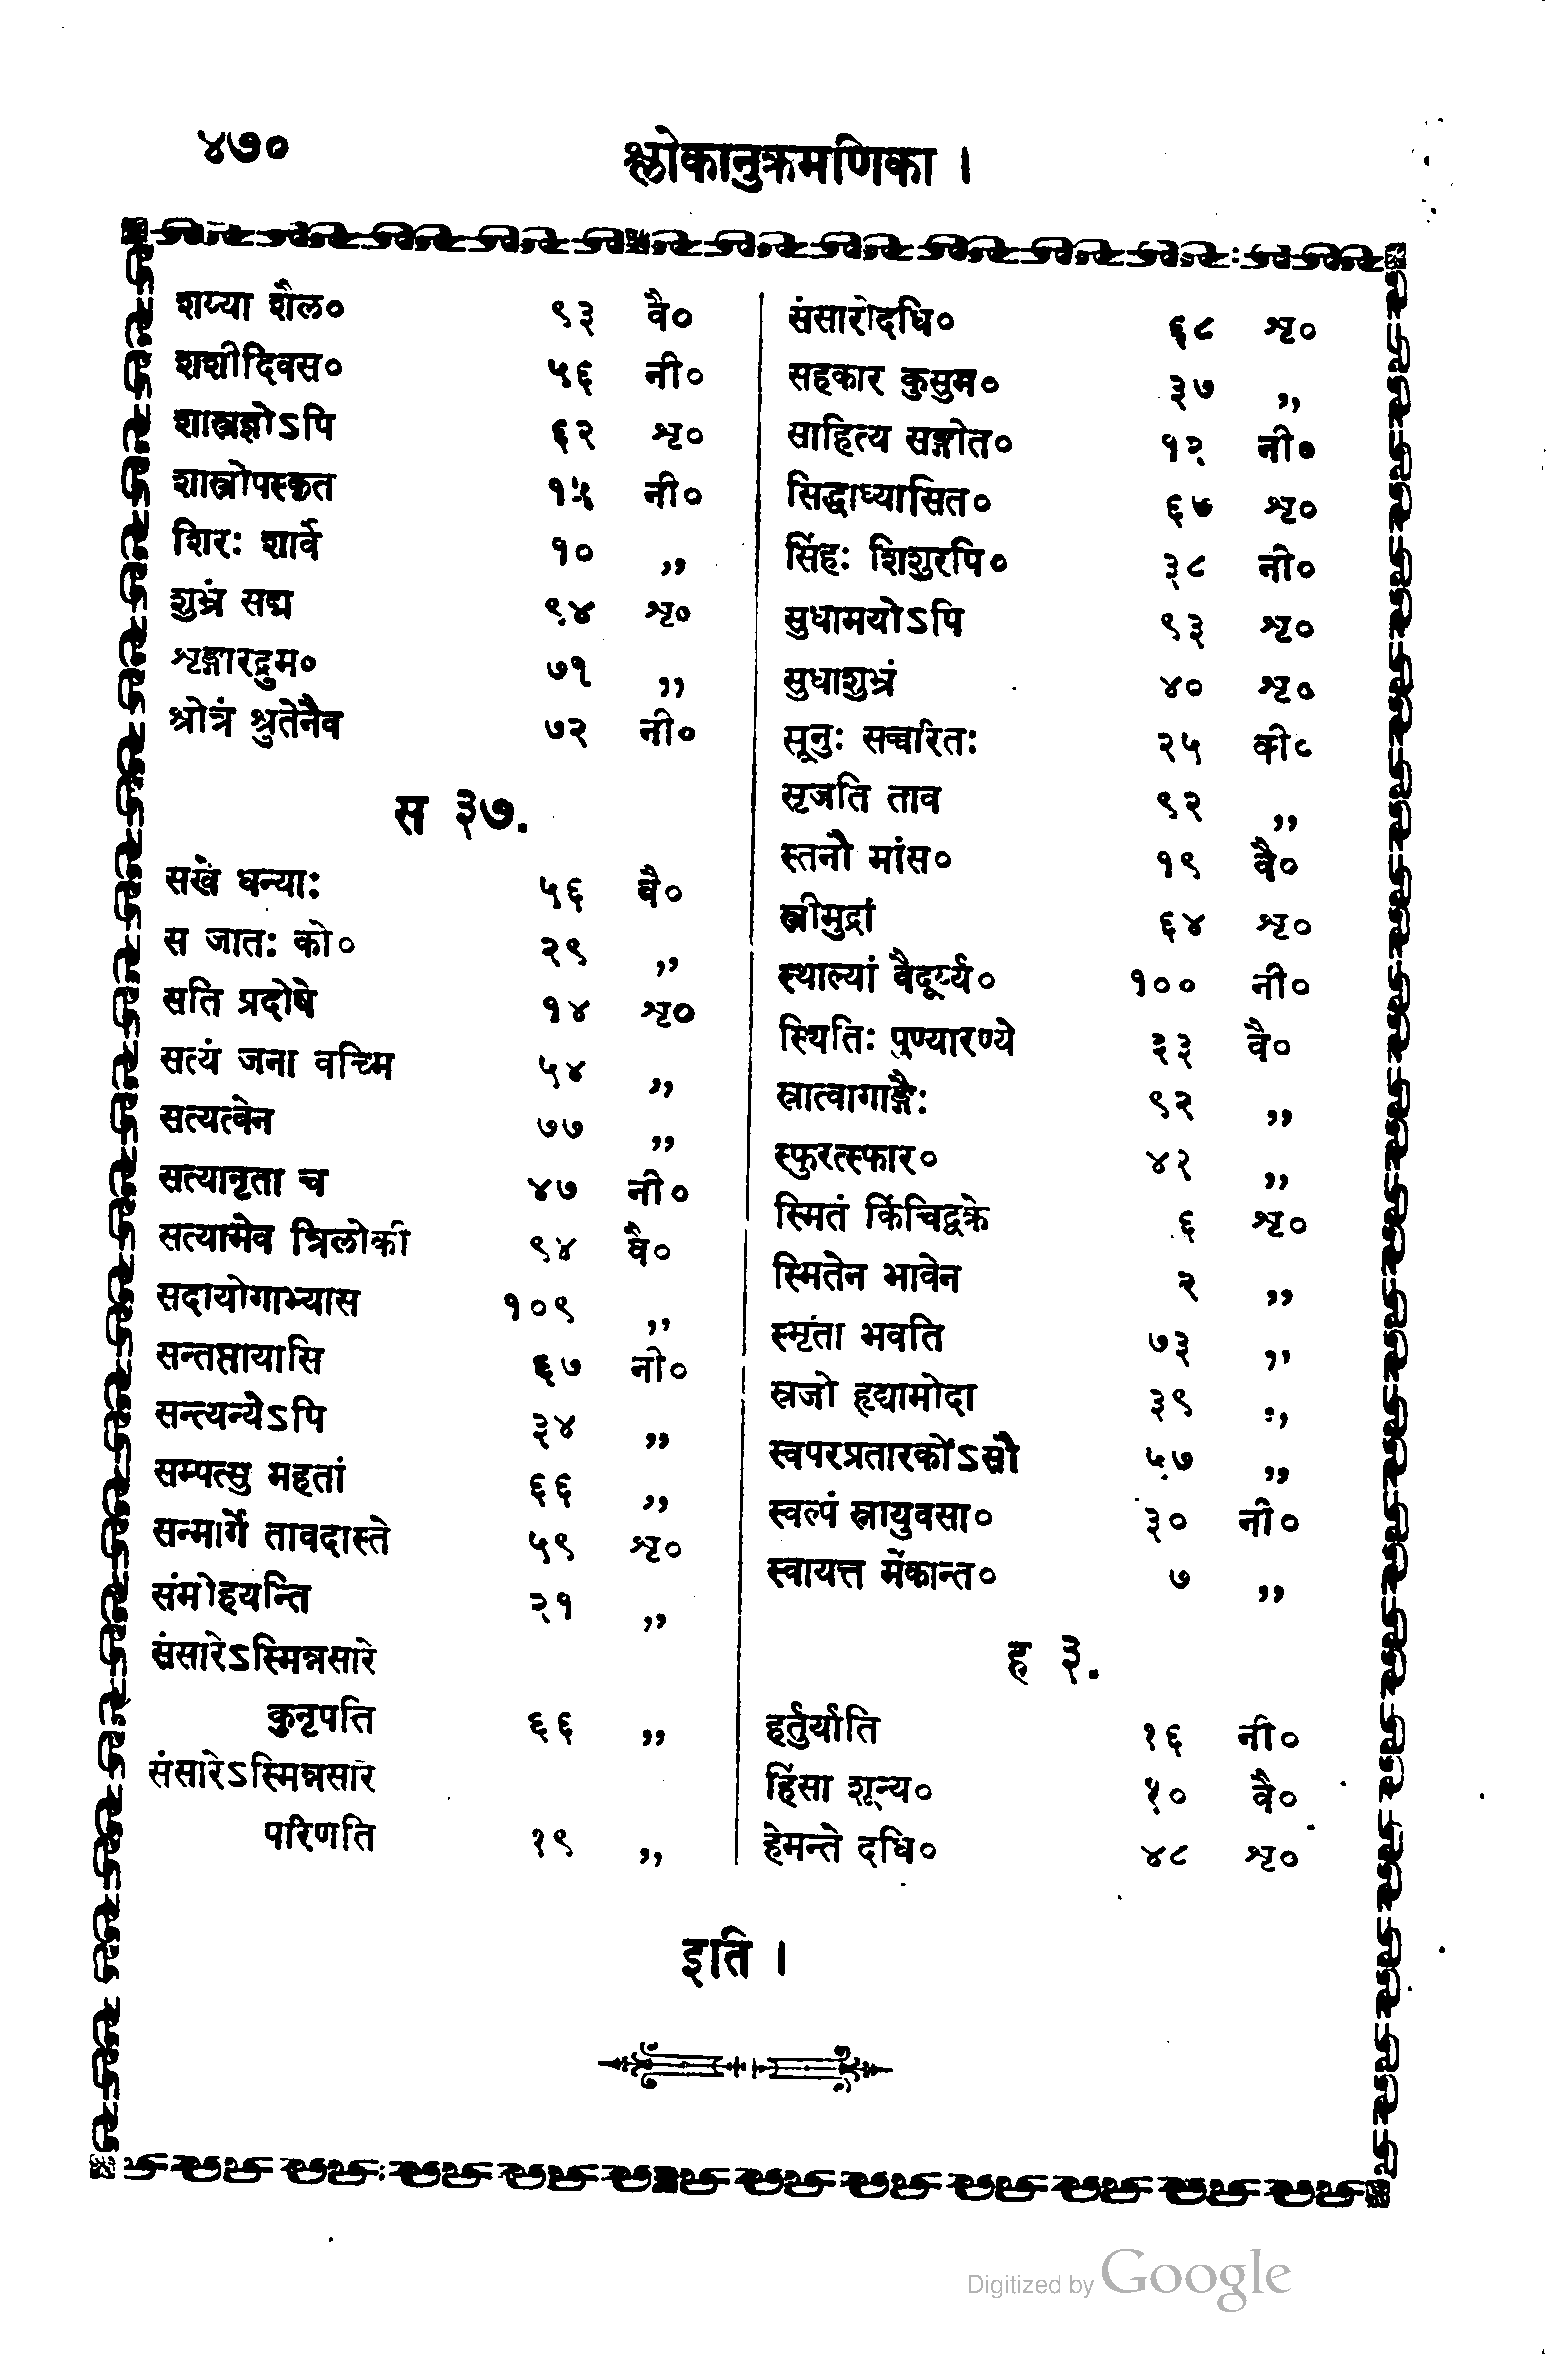 ४७०
श्लोकानुक्रमणिका ।
शय्या शैल० ९३ वै०
शशीदिवस० ५६ नी०
शास्त्रज्ञोऽपि ६२ शृ०
शास्त्रोपस्कृत १५ नी०
शिरः शार्वे १० ,,
शुभ्रं सद्म ९४ शृ०
शृङ्गारद्रुम० ७१ ,,
श्रोत्रं श्रुतेनैव ७२ नी०
स ३७.
सखे धन्याः ५६ वै०
स जातः को० २९ ,,
सति प्रदोषे १४ शृ०
सत्यं जना वच्मि ५४ ,,
सत्यत्वेन ७७ ,,
सत्यानृता च ४७ नी०
सत्यामेव त्रिलोकी ९४ वै०
सदायोगाभ्यास १०९ ,,
सन्तप्तायासि ६७ नी०
सन्त्यन्येऽपि ३४ ,,
सम्पत्सु महतां ६६ ,,
सन्मार्गे तावदास्ते ५९ शृ०
संमोहयन्ति २१ ,,
संसारेऽस्मिन्नसारे
कुनृपति ६६ ,,
संसारेऽस्मिन्नसारे
परिणति १९ ,,
संसारोदधि० ६८ शृ०
सहकार कुसुम० ३७ ,,
साहित्य सङ्गीत० १२ नी०
सिद्धाध्यासित० ६७ शृ०
सिंहः शिशुरपि० ३८ नी०
सुधामयोऽपि ९३ शृ०
सुधाशुभ्रं ४० शृ०
सूनुः सच्चरितः २५ नी०
सृजति ताव ९२ ,,
स्तनौ मांस० १९ वै०
स्त्रीमुद्रां ६४ शृ०
स्थाल्यां वैदूर्य्य० १०० नी०
स्थितिः पुण्यारण्ये ३३ वै०
स्नात्वागाङ्गैः ९२ ,,
स्फुरत्स्फार० ४२ ,,
स्मितं किंचिद्वक्रे ६ शृ०
स्मितेन भावेन २ ,,
स्मृता भवति ७३ ,,
स्रजो हृद्यामोदा ३९ ,,
स्वपरप्रतारकोऽसौ ५७ ,,
स्वल्पं स्नायुवसा० ३० नी०
स्वायत्त मेकान्त० ७ ,,
ह ३.
हर्तुर्याति १६ नी०
हिंसा शून्य० १० वै०
हेमन्ते दधि० ४८ शृ०
इति ।
Digitized by Google